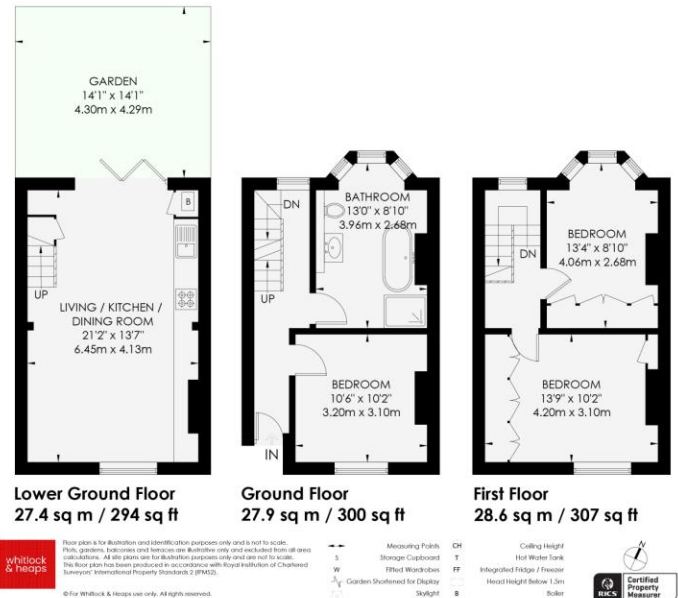 GARDEN
14'1" x 14'1"
4.30m x 4.29m
B
UP
LIVING / KITCHEN /
DINING ROOM
21'2" x 13'7"
6.45m x 4.13m
Lower Ground Floor
27.4 sq m / 294 sq ft
DN
BATHROOM
13'0" x 8'10"
3.96m x 2.68m
UP
BEDROOM
10'6" x 10'2"
3.20m x 3.10m
IN
Ground Floor
27.9 sq m / 300 sq ft
BEDROOM
13'4" x 8'10"
4.06m x 2.68m
DN
BEDROOM
13'9" x 10'2"
4.20m x 3.10m
First Floor
28.6 sq m / 307 sq ft
whitlock
& heaps
Floor plan is for illustration and identification purposes only and is not to scale.
Plots, gardens, balconies and terraces are illustrative only and excluded from all area
calculations. All site plans are for illustration purposes only and are not to scale.
This floor plan has been produced in accordance with Royal Institution of Chartered
Surveyors' International Property Standards 2 (IPMS2).
© For Whitlock & Heaps use only. All rights reserved.
Measuring Points
S Storage Cupboard
W Fitted Wardrobes
Garden Shortened for Display
Skylight
CH Ceiling Height
T Hot Water Tank
FF Integrated Fridge / Freezer
Head Height Below 1.5m
B Boiler
N
RICS
Certified
Property
Measurer